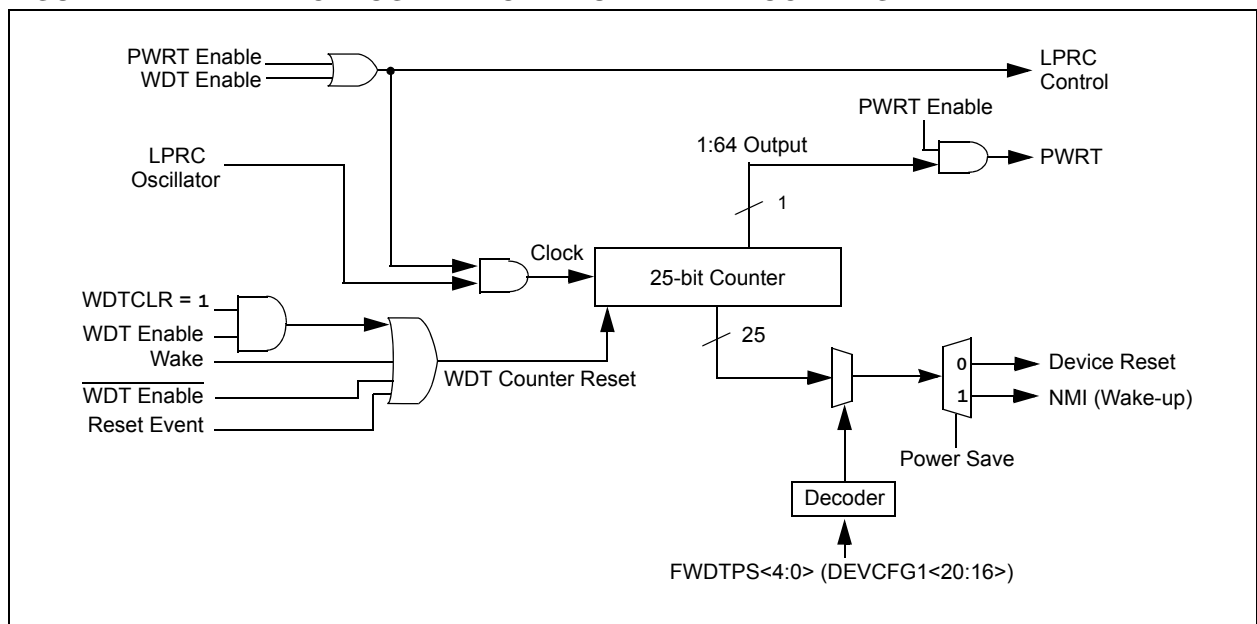 PWRT Enable
WDT Enable
LPRC
Control
PWRT Enable
1:64 Output
PWRT
LPRC
Oscillator
1
Clock
25-bit Counter
WDTCLR = 1
WDT Enable
Wake
WDT Enable
Reset Event
WDT Counter Reset
25
0
1
Device Reset
NMI (Wake-up)
Power Save
Decoder
FWDTPS<4:0> (DEVCFG1<20:16>)